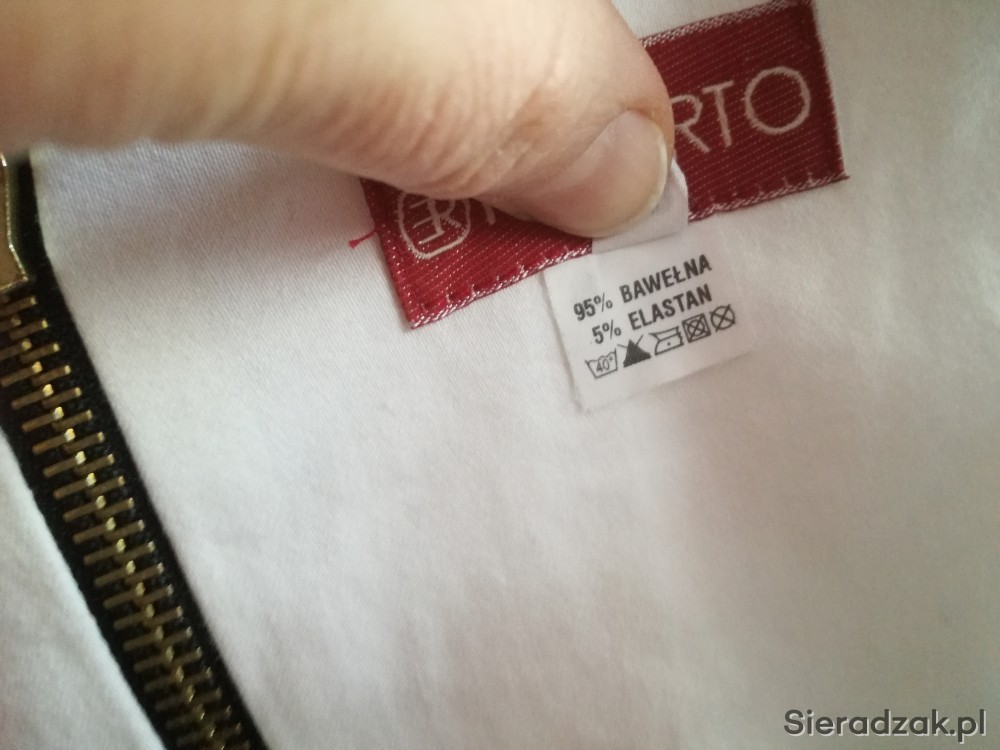 RTO
95% BAWEŁNA
5% ELASTAN
40°
Sieradzak.pl